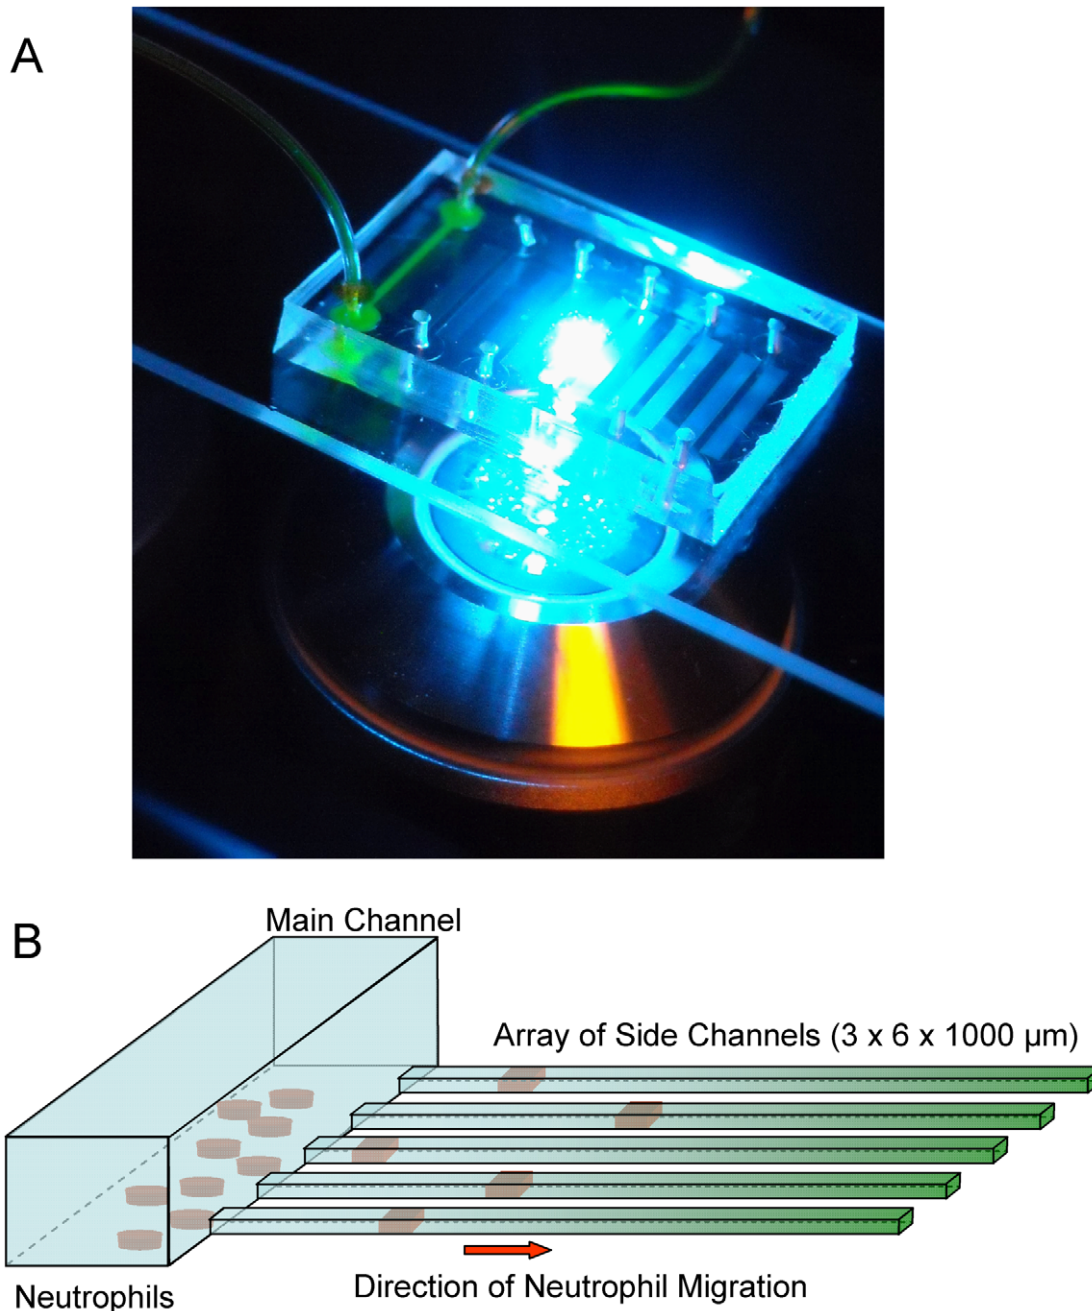 A
B
Main Channel
Array of Side Channels (3 x 6 x 1000 µm)
Direction of Neutrophil Migration
Neutrophils